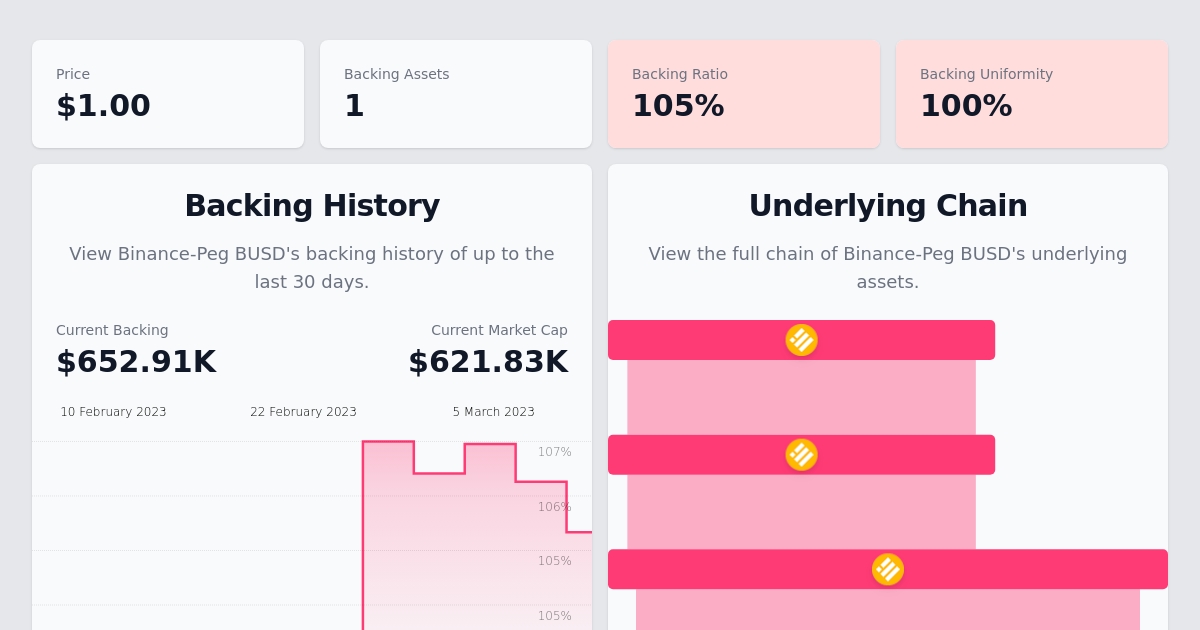 Price
$1.00
Backing Assets
1
Backing Ratio
105%
Backing Uniformity
100%
Backing History
View Binance-Peg BUSD's backing history of up to the
last 30 days.
Current Backing
$652.91K
Current Market Cap
$621.83K
10 February 2023
22 February 2023
5 March 2023
107%
106%
105%
105%
Underlying Chain
View the full chain of Binance-Peg BUSD's underlying
assets.